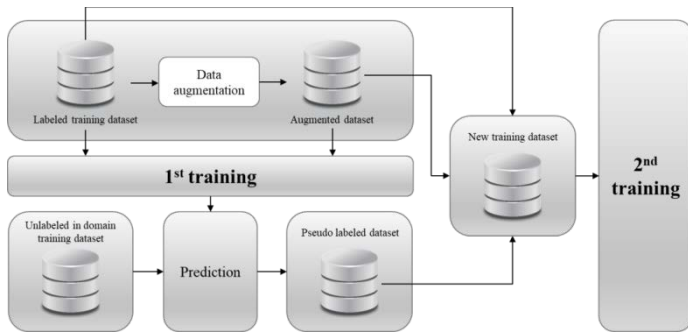 Data
augmentation
Labeled training dataset
Augmented dataset
1st training
Unlabeled in domain
training dataset
Prediction
Pseudo labeled dataset
New training dataset
2nd
training